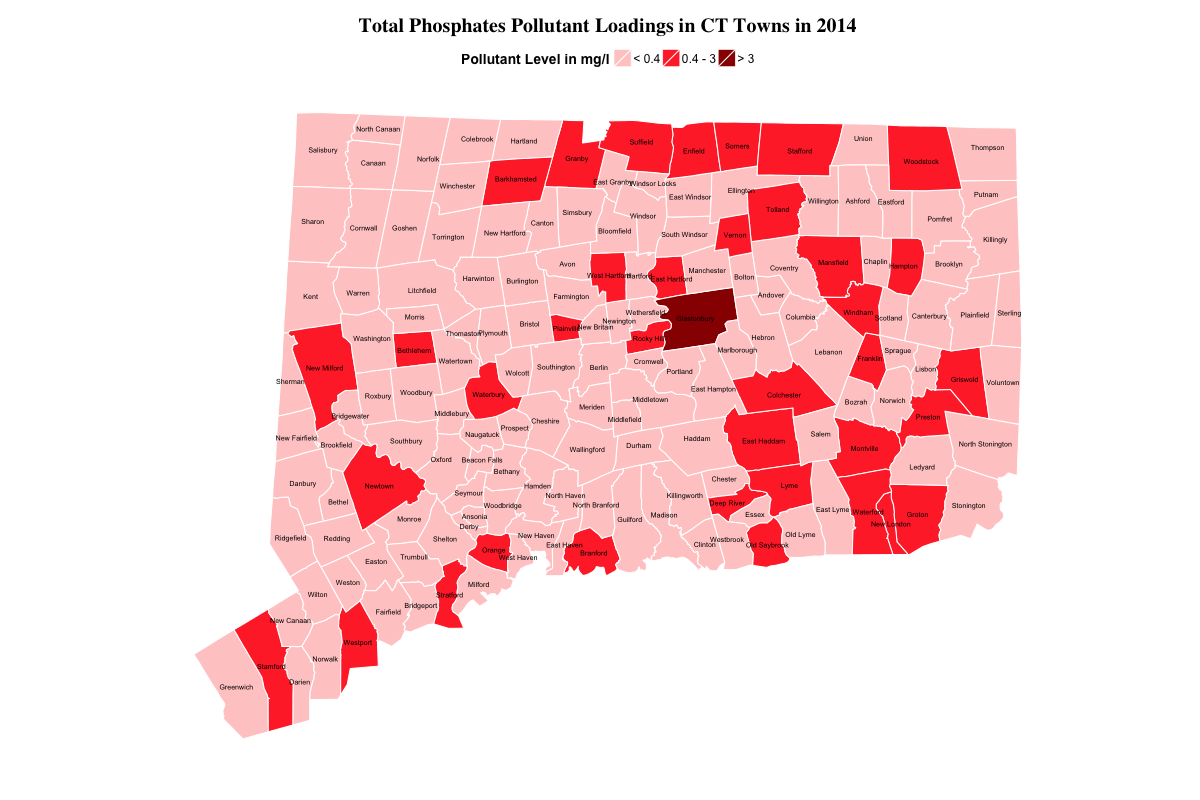 Total Phosphates Pollutant Loadings in CT Towns in 2014
Pollutant Level in mg/l < 0.4 0.4 - 3 > 3
North Canaan
Colebrook
Hartland
Union
Salisbury
Canaan
Norfolk
Granby
Suffield
Enfield
Somers
Stafford
Woodstock
Thompson
Winchester
Barkhamsted
East Granby
Windsor Locks
East Windsor
Ellington
Tolland
Willington
Ashford
Eastford
Putnam
Sharon
Cornwall
Goshen
Torrington
New Hartford
Canton
Simsbury
Bloomfield
Windsor
South Windsor
Vernon
Pomfret
Killingly
Kent
Warren
Litchfield
Harwinton
Burlington
Avon
Farmington
West Hartford
Hartford
East Hartford
Manchester
Bolton
Coventry
Mansfield
Chaplin
Hampton
Brooklyn
Andover
Columbia
Windham
Scotland
Canterbury
Plainfield
Sterling
Morris
Washington
Bethlehem
Thomaston
Plymouth
Bristol
Plainville
New Britain
Newington
Wethersfield
Glastonbury
Rocky Hill
Hebron
Marlborough
Lebanon
Franklin
Sprague
Lisbon
Griswold
Voluntown
New Milford
Sherman
Roxbury
Woodbury
Watertown
Waterbury
Wolcott
Southington
Berlin
Cromwell
Portland
East Hampton
Colchester
Bozrah
Norwich
Preston
Bridgewater
Middlebury
Naugatuck
Prospect
Cheshire
Meriden
Middletown
Middlefield
New Fairfield
Brookfield
Southbury
Oxford
Beacon Falls
Bethany
Wallingford
Durham
Haddam
East Haddam
Salem
Montville
Ledyard
North Stonington
Danbury
Bethel
Newtown
Seymour
Woodbridge
Hamden
North Haven
North Branford
Guilford
Madison
Killingworth
Chester
Deep River
Essex
Lyme
East Lyme
Waterford
New London
Groton
Stonington
Ridgefield
Redding
Monroe
Ansonia
Derby
Shelton
Orange
New Haven
West Haven
East Haven
Branford
Clinton
Westbrook
Old Saybrook
Old Lyme
Easton
Trumbull
Weston
Wilton
Milford
Stratford
Bridgeport
Fairfield
New Canaan
Westport
Norwalk
Stamford
Darien
Greenwich